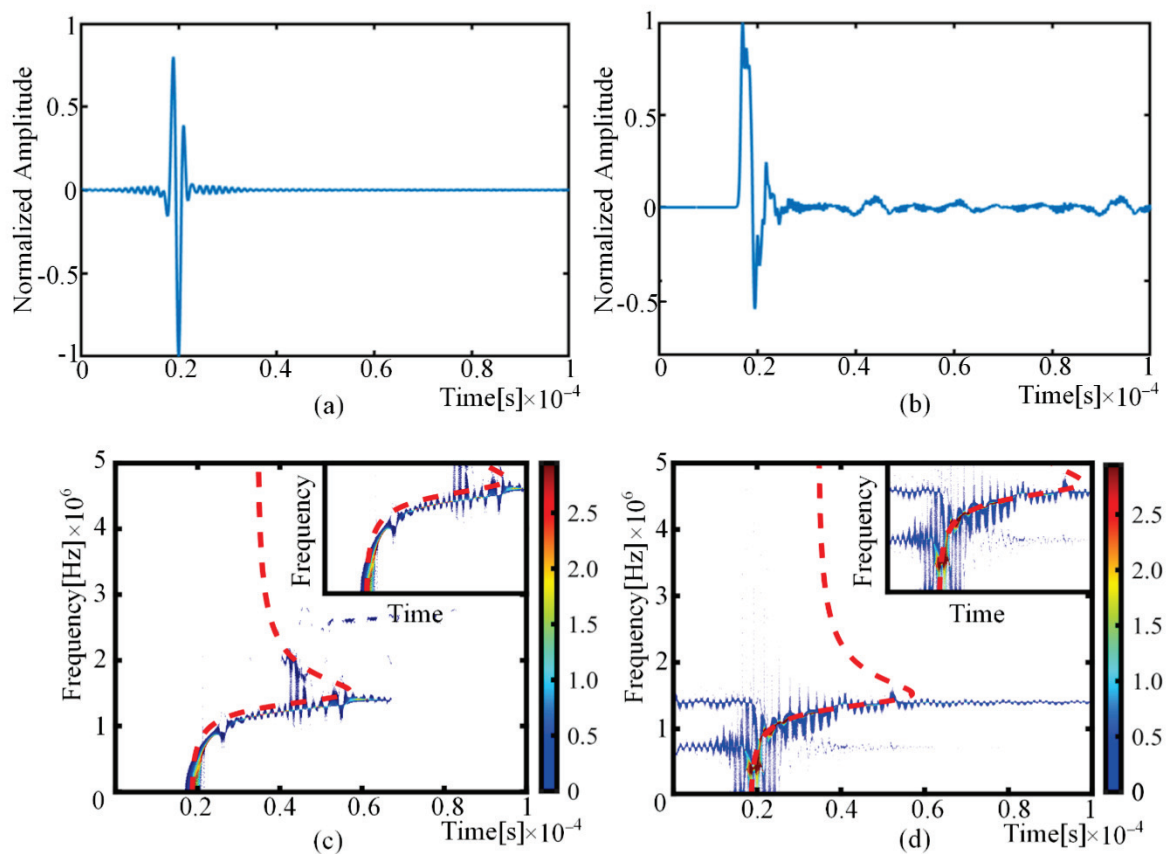 1
0.5
0
-0.5
-1
Normalized Amplitude
0 0.2 0.4 0.6 0.8 1
Time[s]×10⁻⁴
(a)
1
0.5
0
-0.5
Normalized Amplitude
0 0.2 0.4 0.6 0.8 1
Time[s]×10⁻⁴
(b)
5
4
3
2
1
0
Frequency[Hz]×10⁶
Frequency
Time
2.5
2.0
1.5
1.0
0.5
0
0.2 0.4 0.6 0.8 1
Time[s]×10⁻⁴
(c)
5
4
3
2
1
0
Frequency[Hz]×10⁶
Frequency
Time
2.5
2.0
1.5
1.0
0.5
0
0 0.2 0.4 0.6 0.8 1
Time[s]×10⁻⁴
(d)